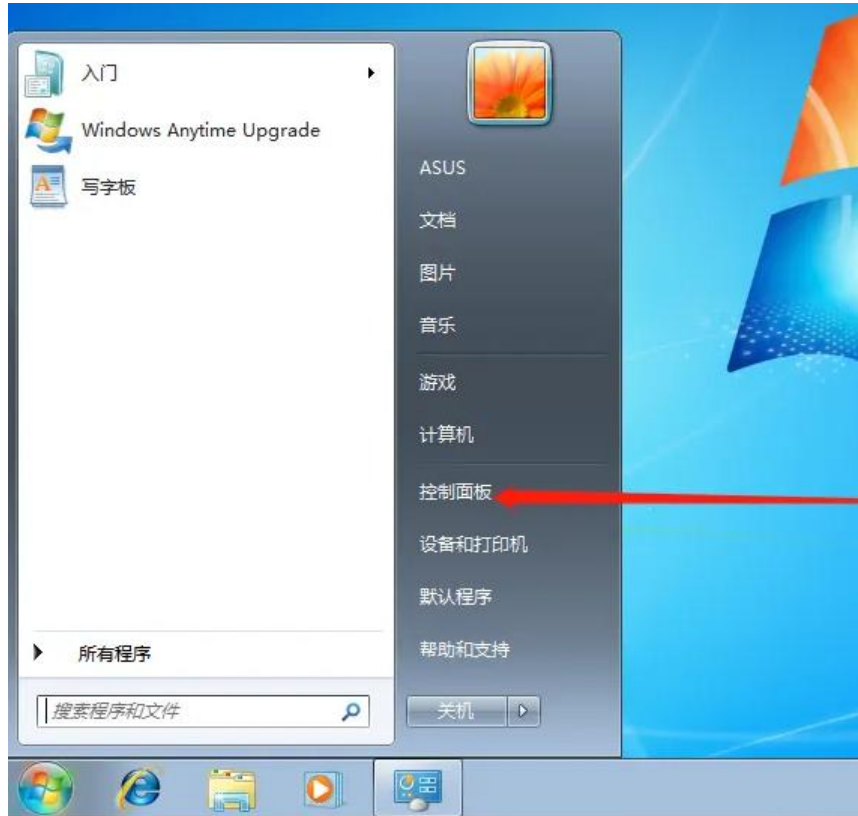 入门
Windows Anytime Upgrade
写字板
所有程序
搜索程序和文件
ASUS
文档
图片
音乐
游戏
计算机
控制面板
设备和打印机
默认程序
帮助和支持
关机